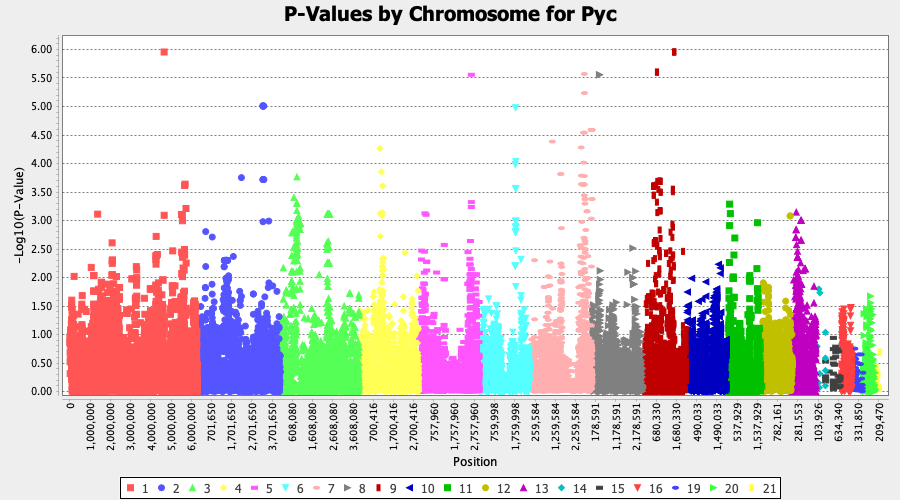 P-Values by Chromosome for Pyc
6.00
5.50
5.00
4.50
4.00
3.50
3.00
2.50
2.00
1.50
1.00
0.50
0.00
−Log10(P-Value)
0 1,000,000 2,000,000 3,000,000 4,000,000 5,000,000 6,000,000 701,650 1,701,650 2,701,650 3,701,650 608,080 1,608,080 2,608,080 3,608,080 700,416 1,700,416 2,700,416 757,960 1,757,960 2,757,960 759,998 1,759,998 259,584 1,259,584 2,259,584 178,591 1,178,591 2,178,591 680,330 1,680,330 490,033 1,490,033 537,929 1,537,929 782,161 281,553 103,926 634,340 331,850 209,470
Position
1 2 3 4 5 6 7 8 9 10 11 12 13 14 15 16 19 20 21